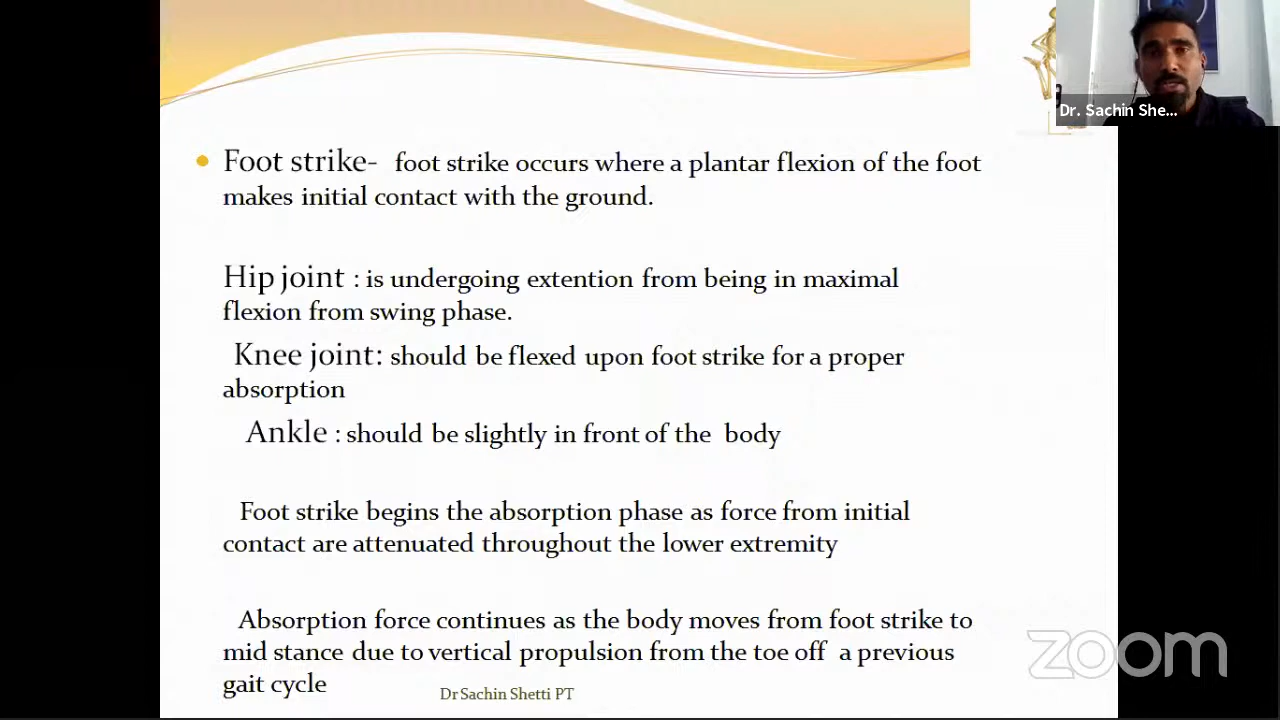 Dr. Sachin She...
Foot strike- foot strike occurs where a plantar flexion of the foot
makes initial contact with the ground.
Hip joint : is undergoing extention from being in maximal
flexion from swing phase.
Knee joint: should be flexed upon foot strike for a proper
absorption
Ankle : should be slightly in front of the body
Foot strike begins the absorption phase as force from initial
contact are attenuated throughout the lower extremity
Absorption force continues as the body moves from foot strike to
mid stance due to vertical propulsion from the toe off a previous
gait cycle
Dr Sachin Shetti PT
zoom